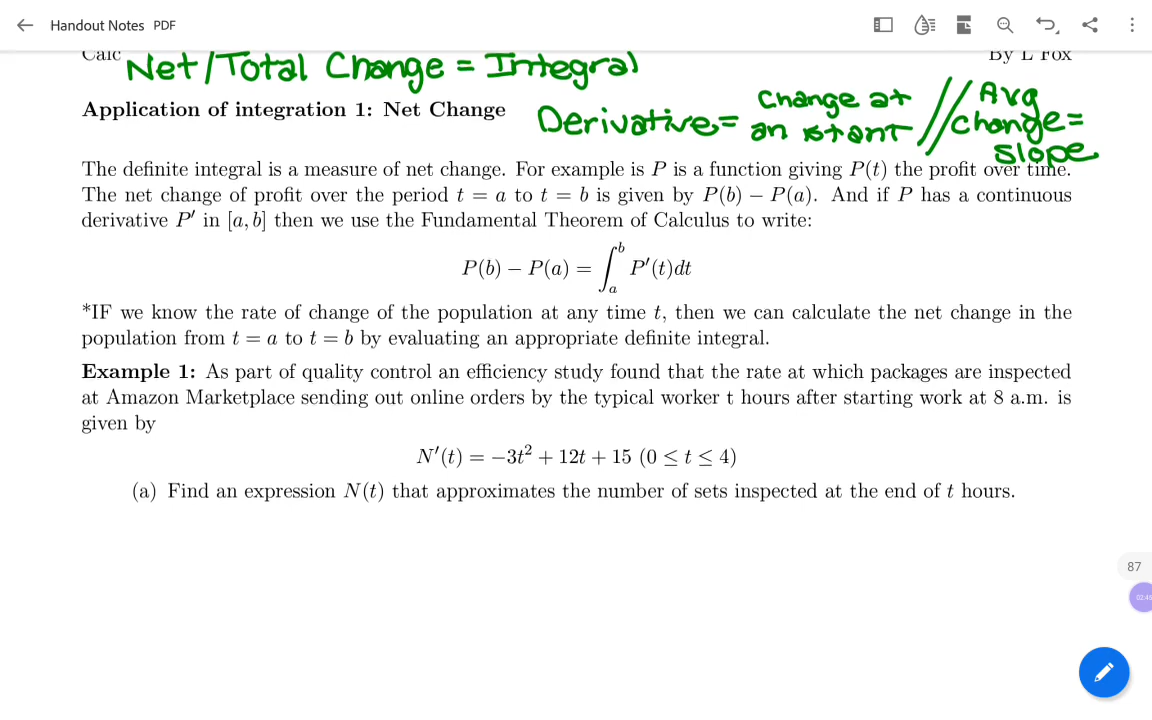 Handout Notes PDF
Calc By L Fox
Net/Total Change = Integral
Application of integration 1: Net Change
Derivative= Change at an instant // Avg change= slope
The definite integral is a measure of net change. For example is P is a function giving P(t) the profit over time.
The net change of profit over the period t = a to t = b is given by P(b) − P(a). And if P has a continuous
derivative P′ in [a, b] then we use the Fundamental Theorem of Calculus to write:
P(b) − P(a) = ∫_a^b P′(t)dt
*IF we know the rate of change of the population at any time t, then we can calculate the net change in the
population from t = a to t = b by evaluating an appropriate definite integral.
Example 1: As part of quality control an efficiency study found that the rate at which packages are inspected
at Amazon Marketplace sending out online orders by the typical worker t hours after starting work at 8 a.m. is
given by
N′(t) = −3t² + 12t + 15 (0 ≤ t ≤ 4)
(a) Find an expression N(t) that approximates the number of sets inspected at the end of t hours.
87